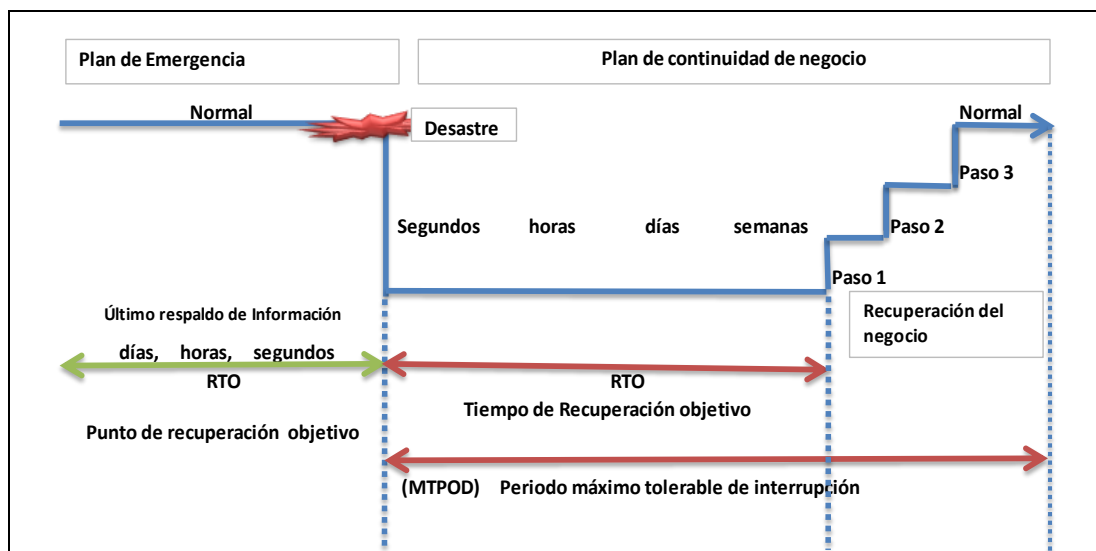 Plan de Emergencia
Plan de continuidad de negocio
Normal
Normal
Desastre
Paso 3
Segundos horas días semanas
Paso 2
Paso 1
Último respaldo de Información
Recuperación del
negocio
días, horas, segundos
RTO
RTO
Tiempo de Recuperación objetivo
Punto de recuperación objetivo
(MTPOD) Periodo máximo tolerable de interrupción